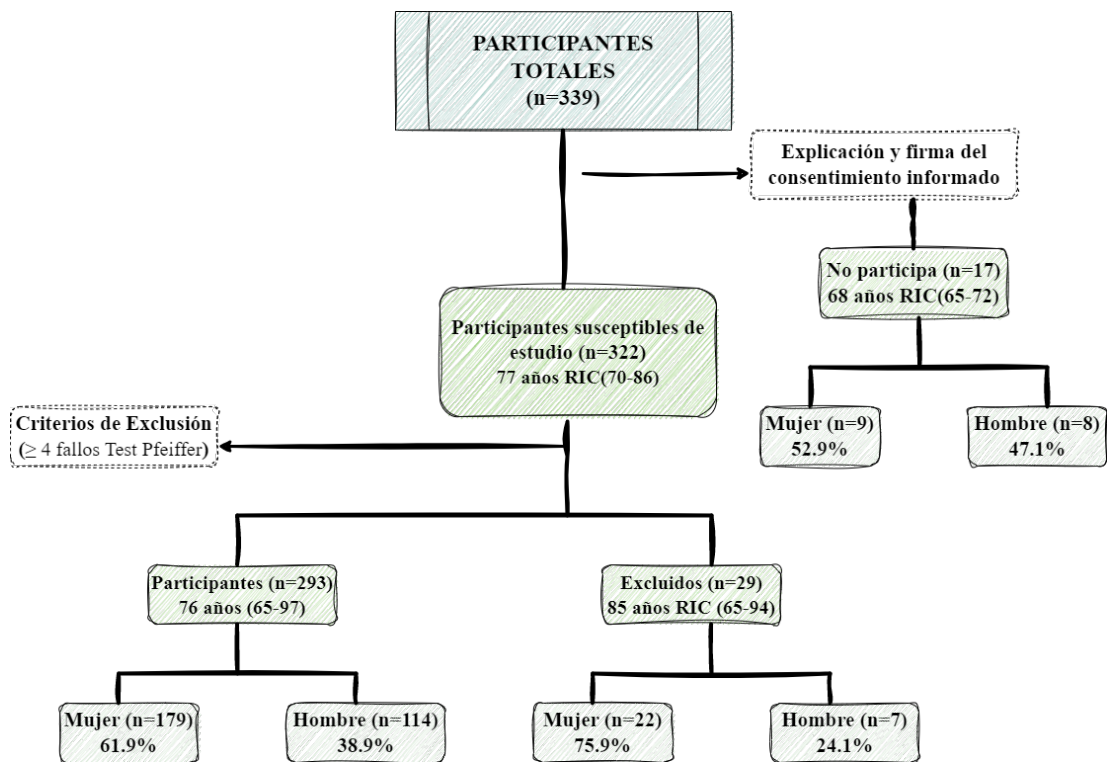 PARTICIPANTES
TOTALES
(n=339)
Explicación y firma del
consentimiento informado
No participa (n=17)
68 años RIC(65-72)
Mujer (n=9)
52.9%
Hombre (n=8)
47.1%
Participantes susceptibles de
estudio (n=322)
77 años RIC(70-86)
Criterios de Exclusión
(≥ 4 fallos Test Pfeiffer)
Participantes (n=293)
76 años (65-97)
Excluidos (n=29)
85 años RIC (65-94)
Mujer (n=179)
61.9%
Hombre (n=114)
38.9%
Mujer (n=22)
75.9%
Hombre (n=7)
24.1%